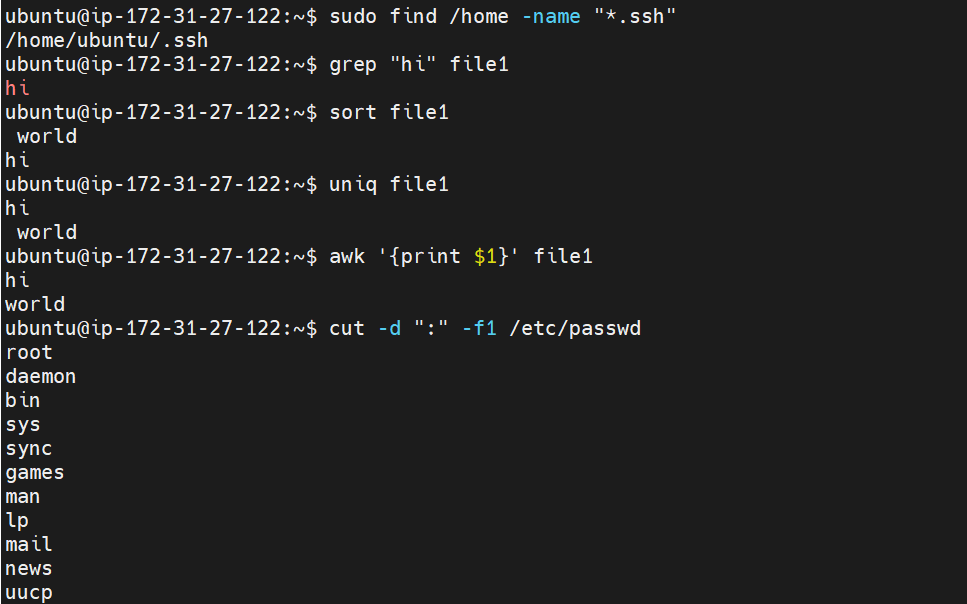 ubuntu@ip-172-31-27-122:~$ sudo find /home -name "*.ssh"
/home/ubuntu/.ssh
ubuntu@ip-172-31-27-122:~$ grep "hi" file1
hi
ubuntu@ip-172-31-27-122:~$ sort file1
 world
hi
ubuntu@ip-172-31-27-122:~$ uniq file1
hi
 world
ubuntu@ip-172-31-27-122:~$ awk '{print $1}' file1
hi
world
ubuntu@ip-172-31-27-122:~$ cut -d ":" -f1 /etc/passwd
root
daemon
bin
sys
sync
games
man
lp
mail
news
uucp